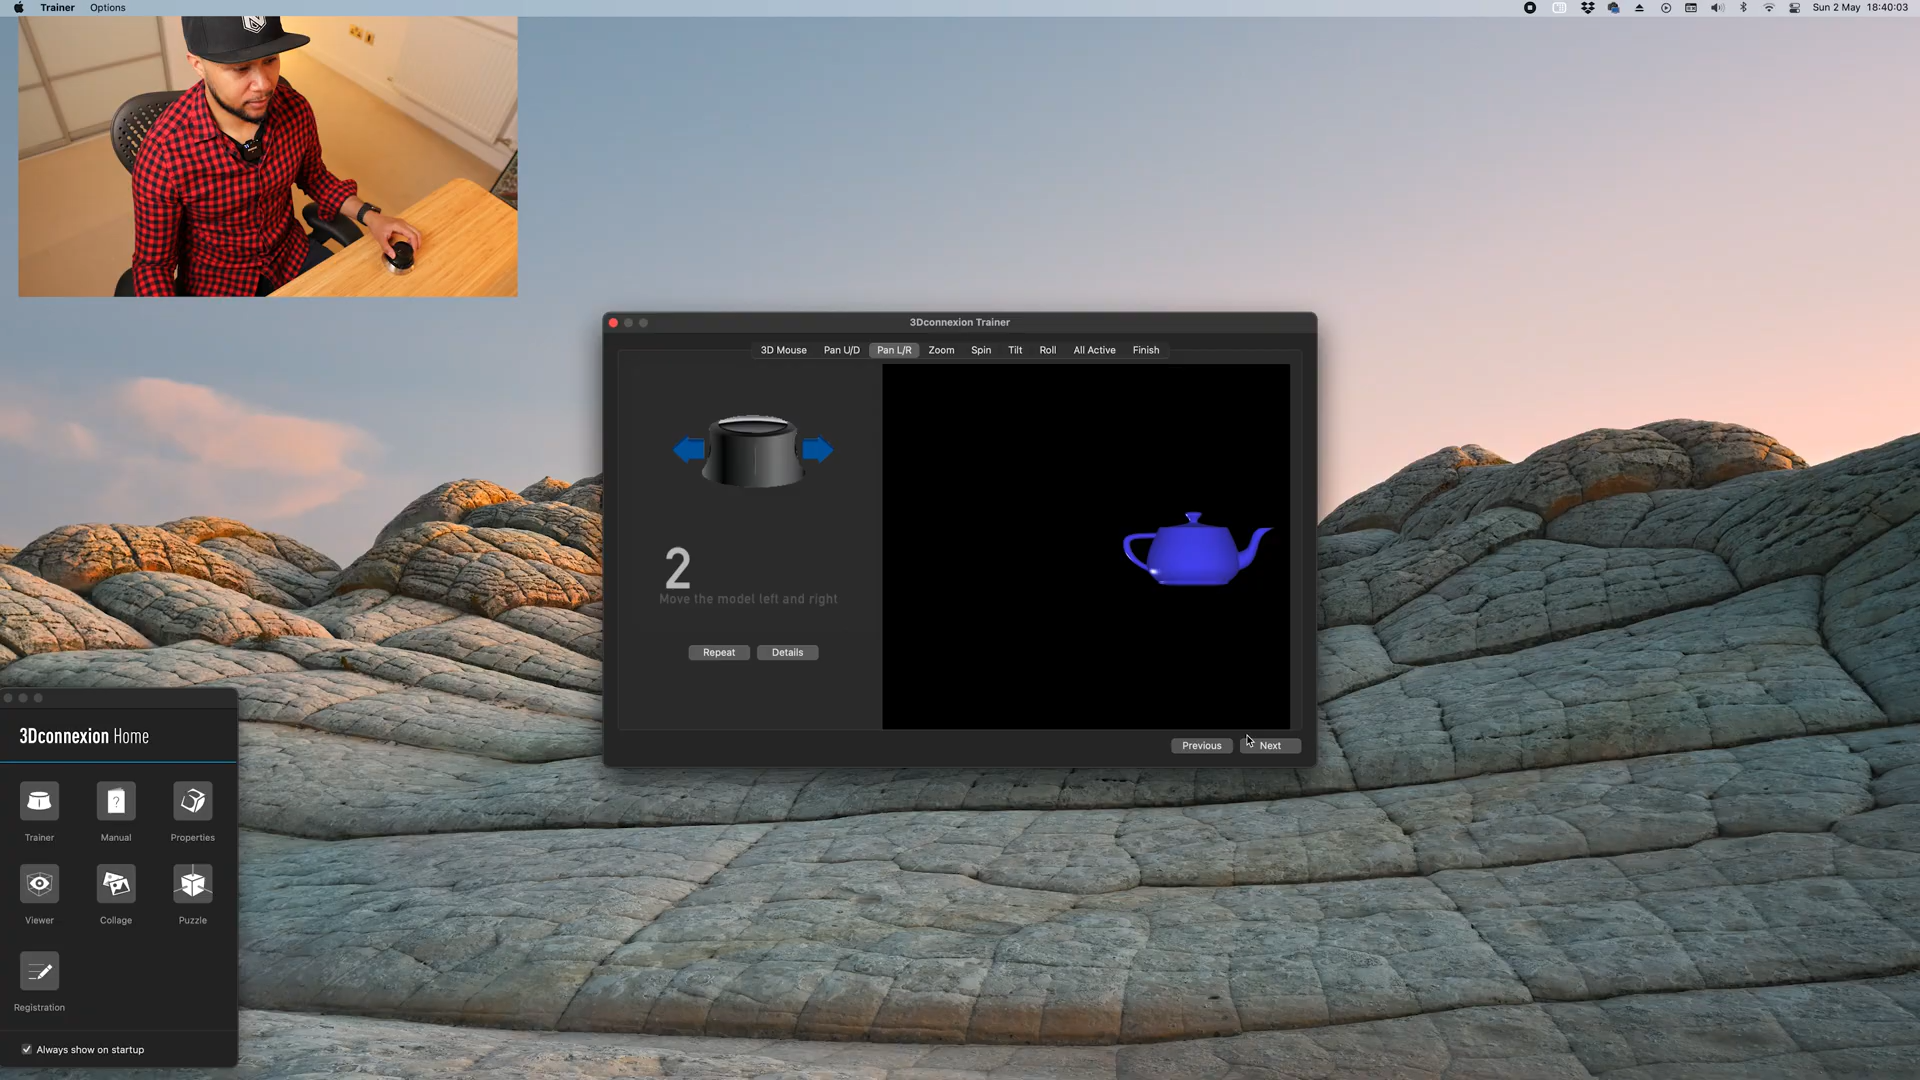 Trainer Options
Sun 2 May 18:40:03
3Dconnexion Trainer
3D Mouse Pan U/D Pan L/R Zoom Spin Tilt Roll All Active Finish
2
Move the model left and right
Repeat Details
Previous Next
3Dconnexion Home
Trainer Manual Properties
Viewer Collage Puzzle
Registration
Always show on startup